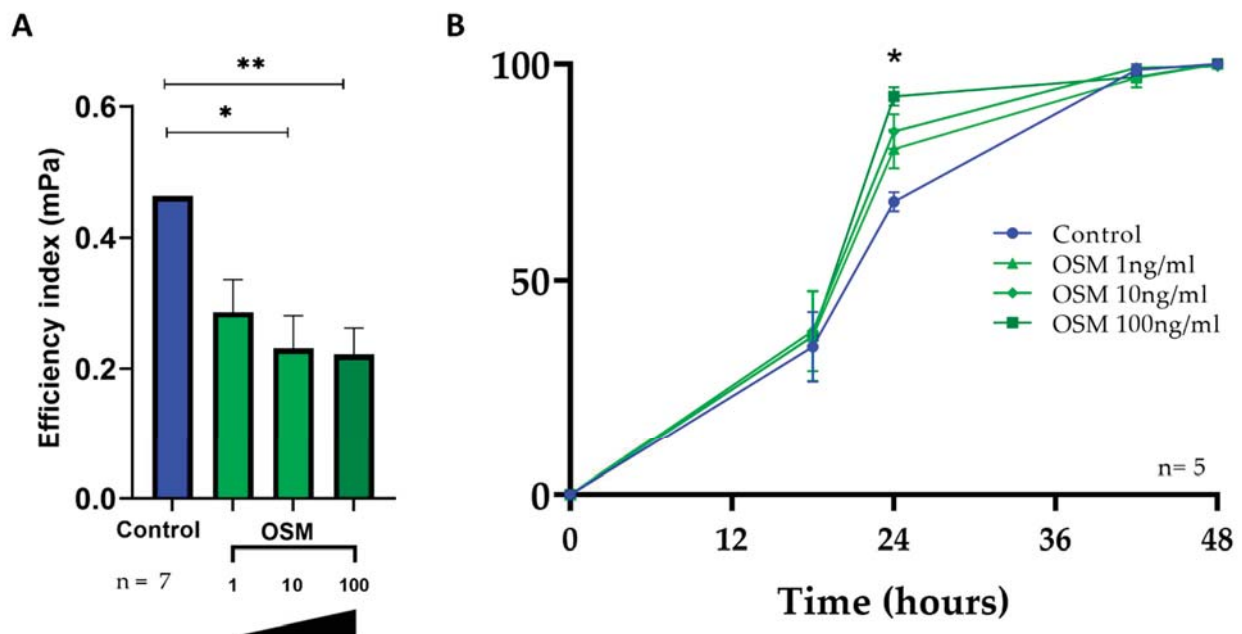 A
**
*
0.6
0.4
0.2
0.0
Efficiency index (mPa)
Control
OSM
n = 7
1
10
100
B
*
100
50
0
Control
OSM 1ng/ml
OSM 10ng/ml
OSM 100ng/ml
n= 5
0
12
24
36
48
Time (hours)